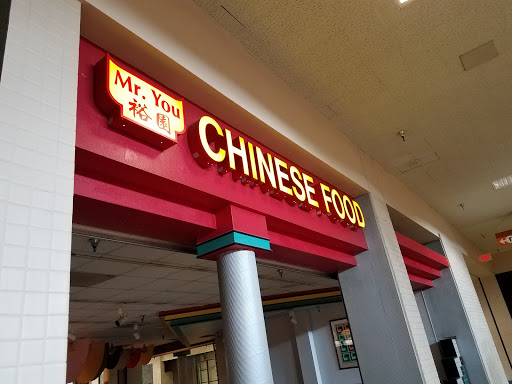 Mr. You
裕園
CHINESE FOOD